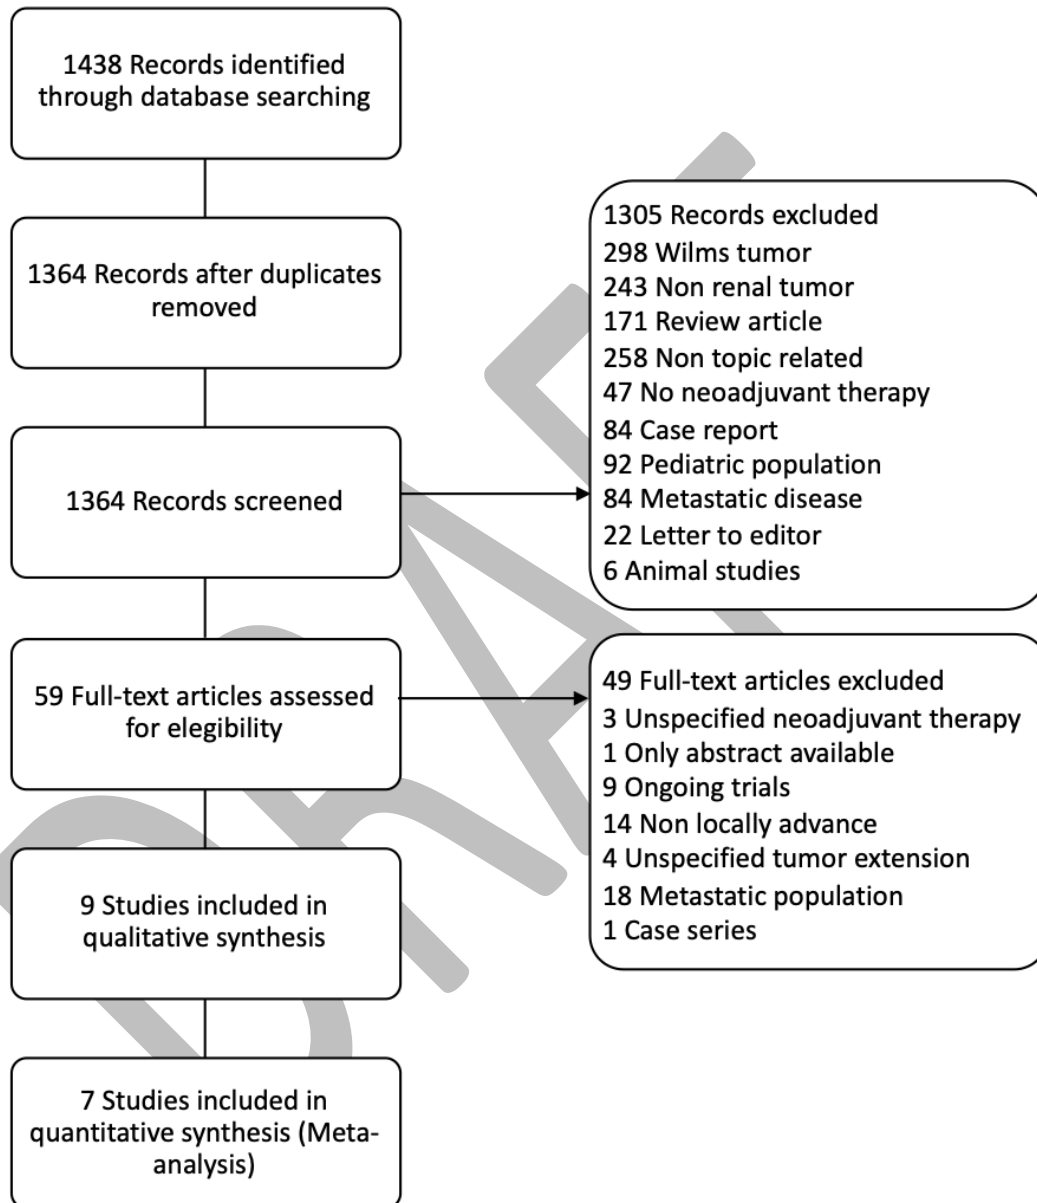 1438 Records identified
through database searching
1364 Records after duplicates
removed
1364 Records screened
1305 Records excluded
298 Wilms tumor
243 Non renal tumor
171 Review article
258 Non topic related
47 No neoadjuvant therapy
84 Case report
92 Pediatric population
84 Metastatic disease
22 Letter to editor
6 Animal studies
59 Full-text articles assessed
for elegibility
49 Full-text articles excluded
3 Unspecified neoadjuvant therapy
1 Only abstract available
9 Ongoing trials
14 Non locally advance
4 Unspecified tumor extension
18 Metastatic population
1 Case series
9 Studies included in
qualitative synthesis
7 Studies included in
quantitative synthesis (Meta-
analysis)
DRAFT